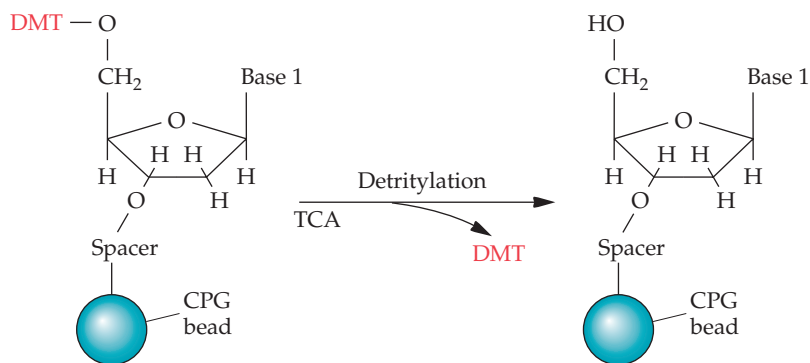 DMT — O
CH2
Base 1
O
H
H
H
H
H
O
Spacer
CPG
bead
Detritylation
TCA
DMT
HO
CH2
Base 1
O
H
H
H
H
H
O
Spacer
CPG
bead